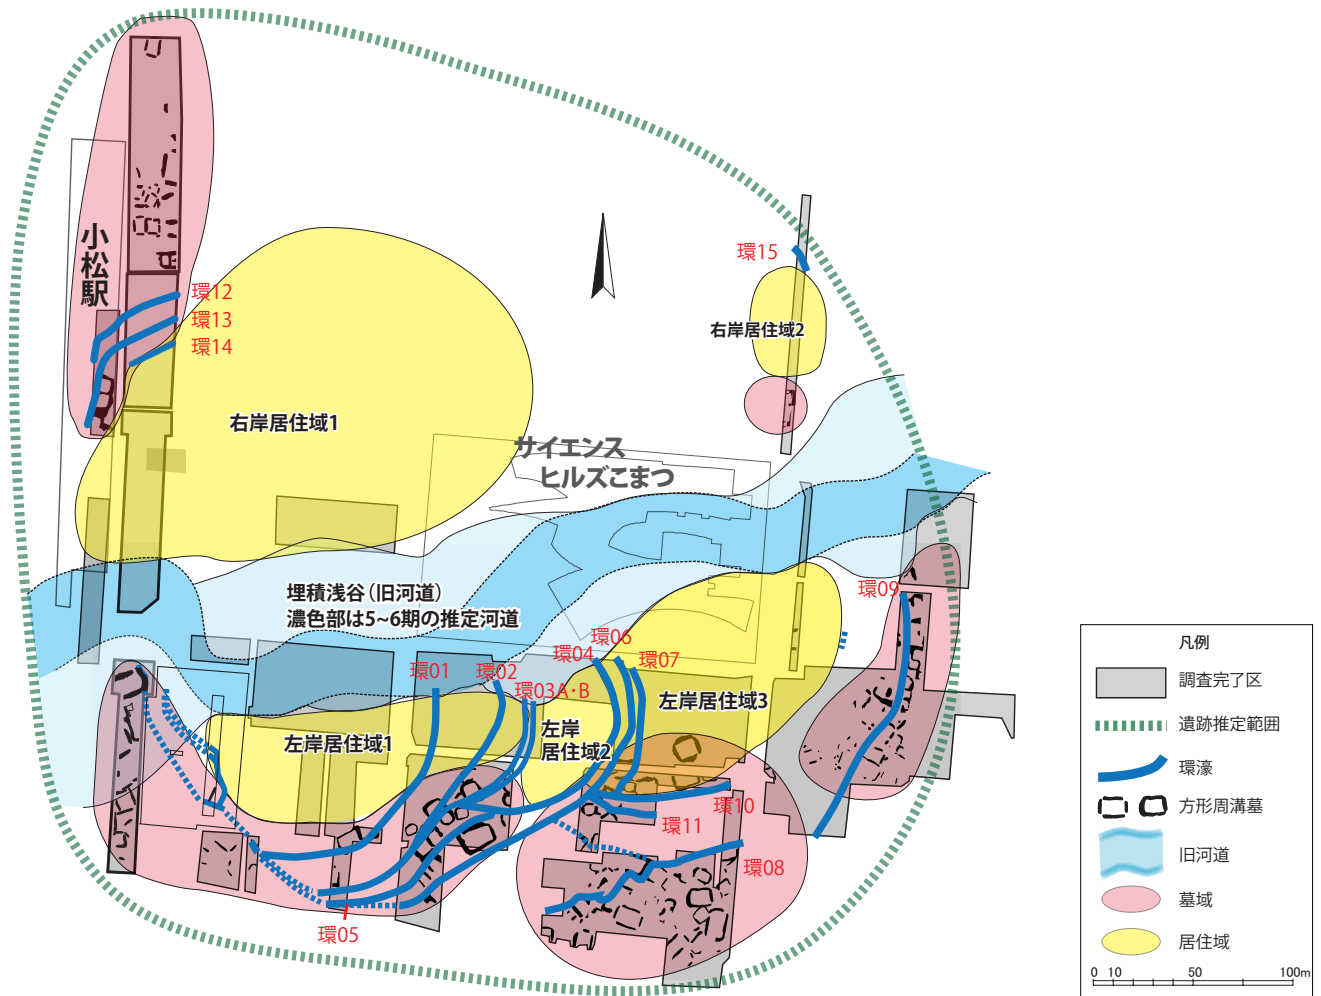 小松駅
環12
環13
環14
右岸居住域1
環15
右岸居住域2
サイエンス
ヒルズこまつ
埋積浅谷(旧河道)
濃色部は5~6期の推定河道
環01
環02
環03A・B
環04
環06
環07
環09
左岸居住域1
左岸
居住域2
左岸居住域3
環10
環11
環08
環05
凡例
調査完了区
遺跡推定範囲
環濠
方形周溝墓
旧河道
墓域
居住域
0 10 50 100m